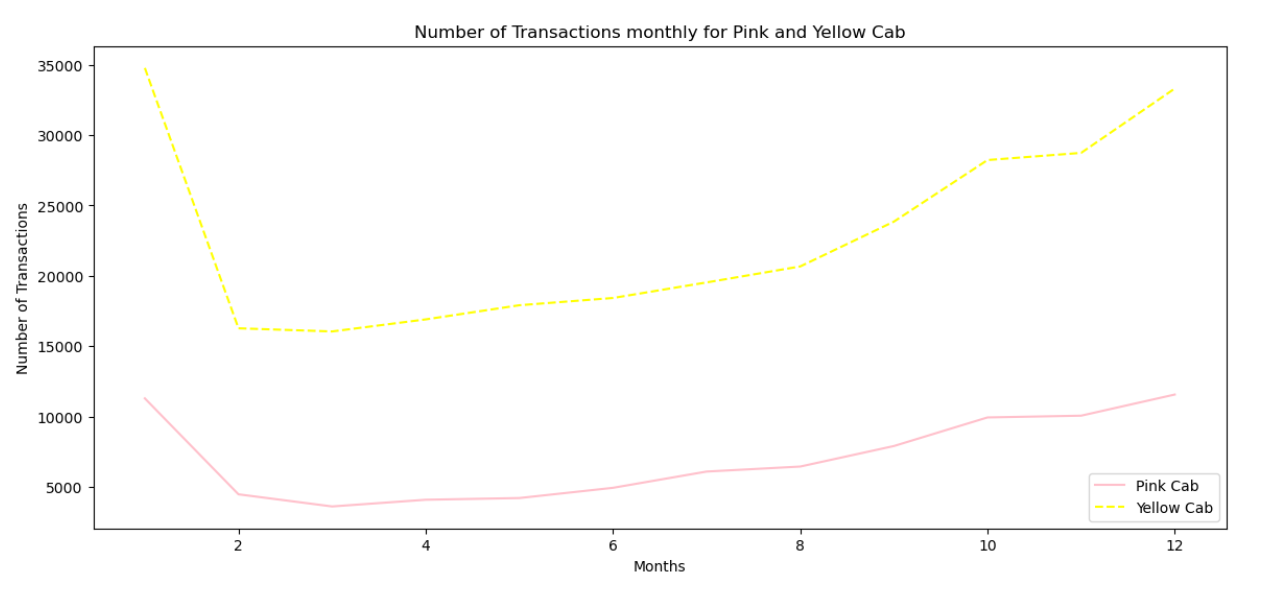 Number of Transactions monthly for Pink and Yellow Cab
35000
30000
25000
20000
15000
10000
5000
Number of Transactions
2 4 6 8 10 12
Months
Pink Cab
Yellow Cab